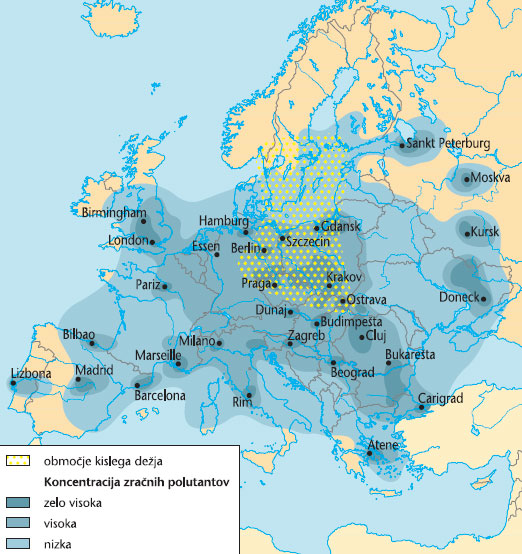 Sankt Peterburg
Moskva
Birmingham
Hamburg
Gdansk
Kursk
London
Essen
Berlin
Szczecin
Pariz
Praga
Krakov
Doneck
Ostrava
Dunaj
Budimpešta
Bilbao
Milano
Zagreb
Cluj
Marseille
Bukarešta
Lizbona
Madrid
Beograd
Barcelona
Rim
Carigrad
Atene
območje kislega dežja
Koncentracija zračnih polutantov
zelo visoka
visoka
nizka